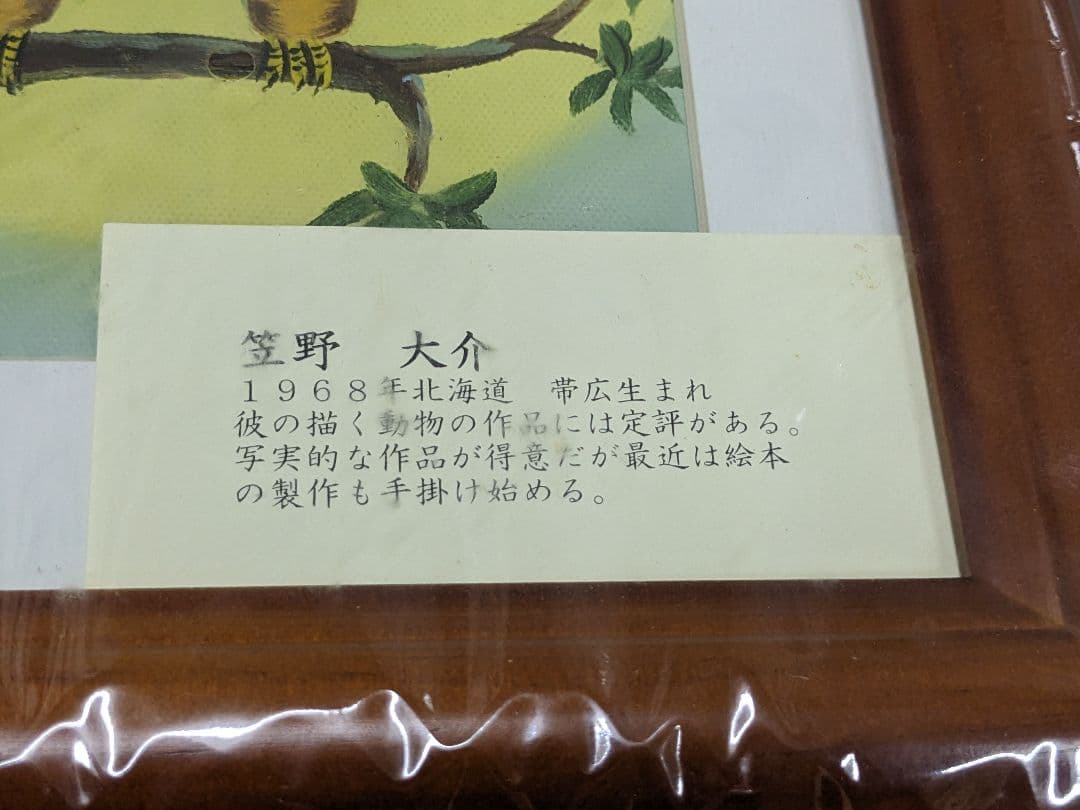 笠野　大介
１９６８年北海道　帯広生まれ
彼の描く動物の作品には定評がある。
写実的な作品が得意だが最近は絵本
の製作も手掛け始める。